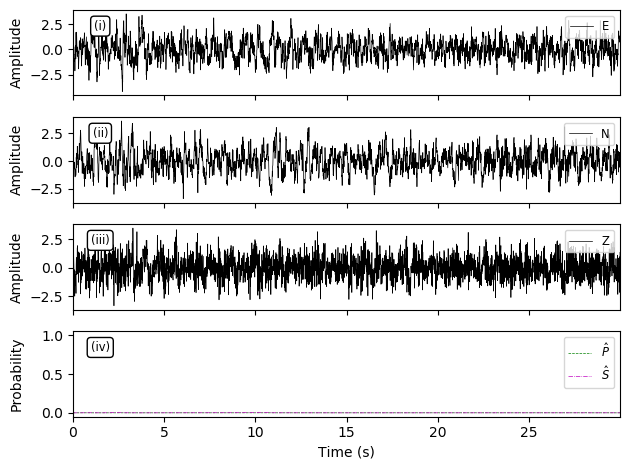 (i)
E
2.5
0.0
−2.5
Amplitude
(ii)
N
2.5
0.0
−2.5
Amplitude
(iii)
Z
2.5
0.0
−2.5
Amplitude
(iv)
P̂
Ŝ
1.0
0.5
0.0
Probability
0 5 10 15 20 25
Time (s)